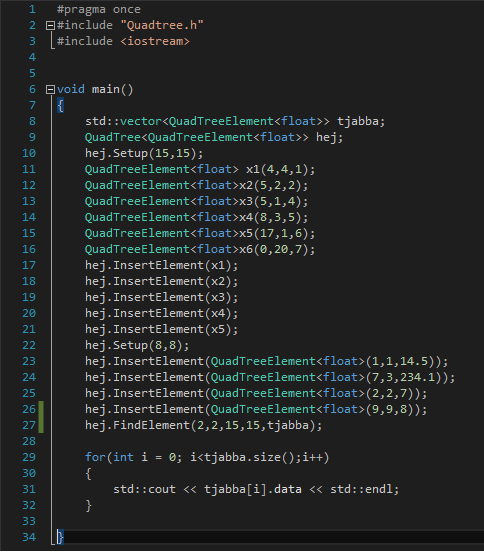 1 #pragma once
2 #include "Quadtree.h"
3 #include <iostream>
4
5
6 void main()
7 {
8     std::vector<QuadTreeElement<float>> tjabba;
9     QuadTree<QuadTreeElement<float>> hej;
10     hej.Setup(15,15);
11     QuadTreeElement<float> x1(4,4,1);
12     QuadTreeElement<float>x2(5,2,2);
13     QuadTreeElement<float>x3(5,1,4);
14     QuadTreeElement<float>x4(8,3,5);
15     QuadTreeElement<float>x5(17,1,6);
16     QuadTreeElement<float>x6(0,20,7);
17     hej.InsertElement(x1);
18     hej.InsertElement(x2);
19     hej.InsertElement(x3);
20     hej.InsertElement(x4);
21     hej.InsertElement(x5);
22     hej.Setup(8,8);
23     hej.InsertElement(QuadTreeElement<float>(1,1,14.5));
24     hej.InsertElement(QuadTreeElement<float>(7,3,234.1));
25     hej.InsertElement(QuadTreeElement<float>(2,2,7));
26     hej.InsertElement(QuadTreeElement<float>(9,9,8));
27     hej.FindElement(2,2,15,15,tjabba);
28
29     for(int i = 0; i<tjabba.size();i++)
30     {
31         std::cout << tjabba[i].data << std::endl;
32     }
33
34 }